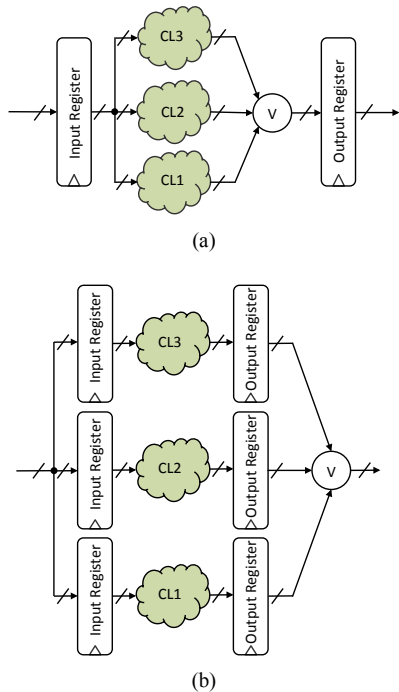 Input Register
CL3
CL2
CL1
V
Output Register
(a)
Input Register
CL3
Output Register
Input Register
CL2
Output Register
V
Input Register
CL1
Output Register
(b)